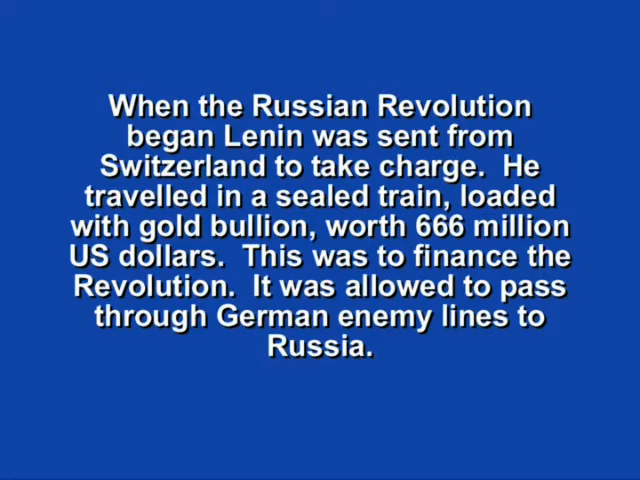 When the Russian Revolution
began Lenin was sent from
Switzerland to take charge.  He
travelled in a sealed train, loaded
with gold bullion, worth 666 million
US dollars.  This was to finance the
Revolution.  It was allowed to pass
through German enemy lines to
Russia.